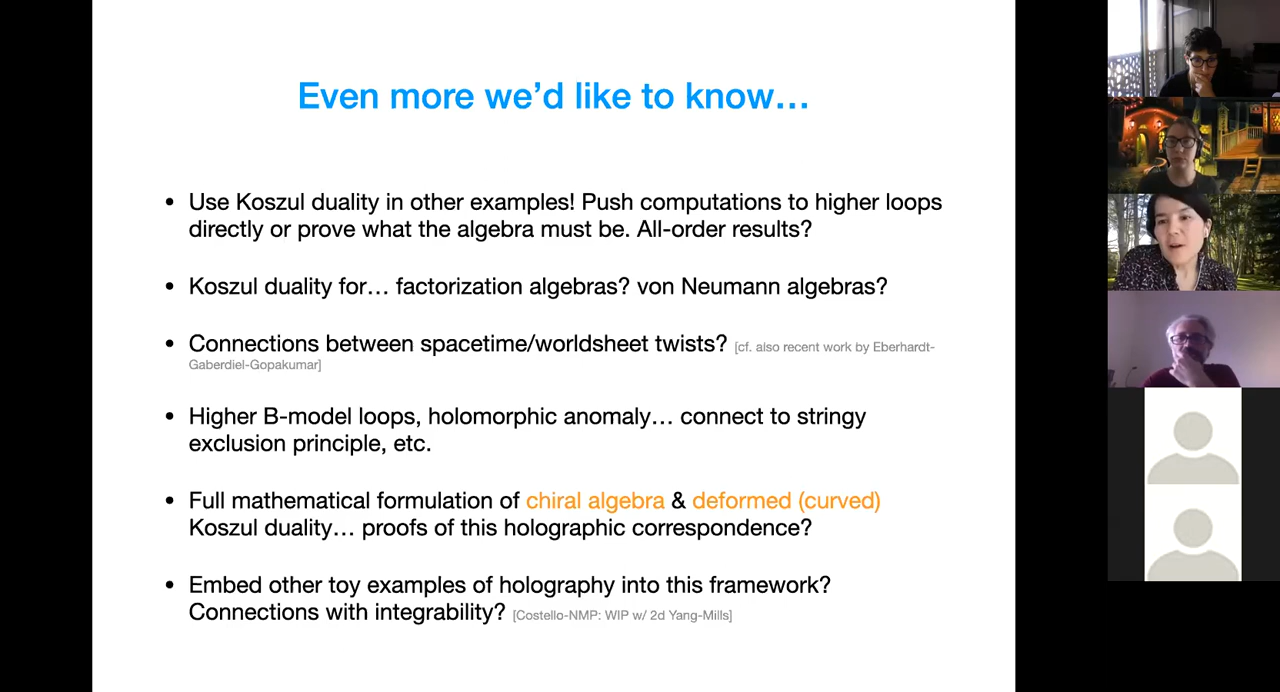 Even more we'd like to know…
• Use Koszul duality in other examples! Push computations to higher loops
directly or prove what the algebra must be. All-order results?
• Koszul duality for… factorization algebras? von Neumann algebras?
• Connections between spacetime/worldsheet twists? [cf. also recent work by Eberhardt-
Gaberdiel-Gopakumar]
• Higher B-model loops, holomorphic anomaly… connect to stringy
exclusion principle, etc.
• Full mathematical formulation of chiral algebra & deformed (curved)
Koszul duality… proofs of this holographic correspondence?
• Embed other toy examples of holography into this framework?
Connections with integrability? [Costello-NMP: WIP w/ 2d Yang-Mills]